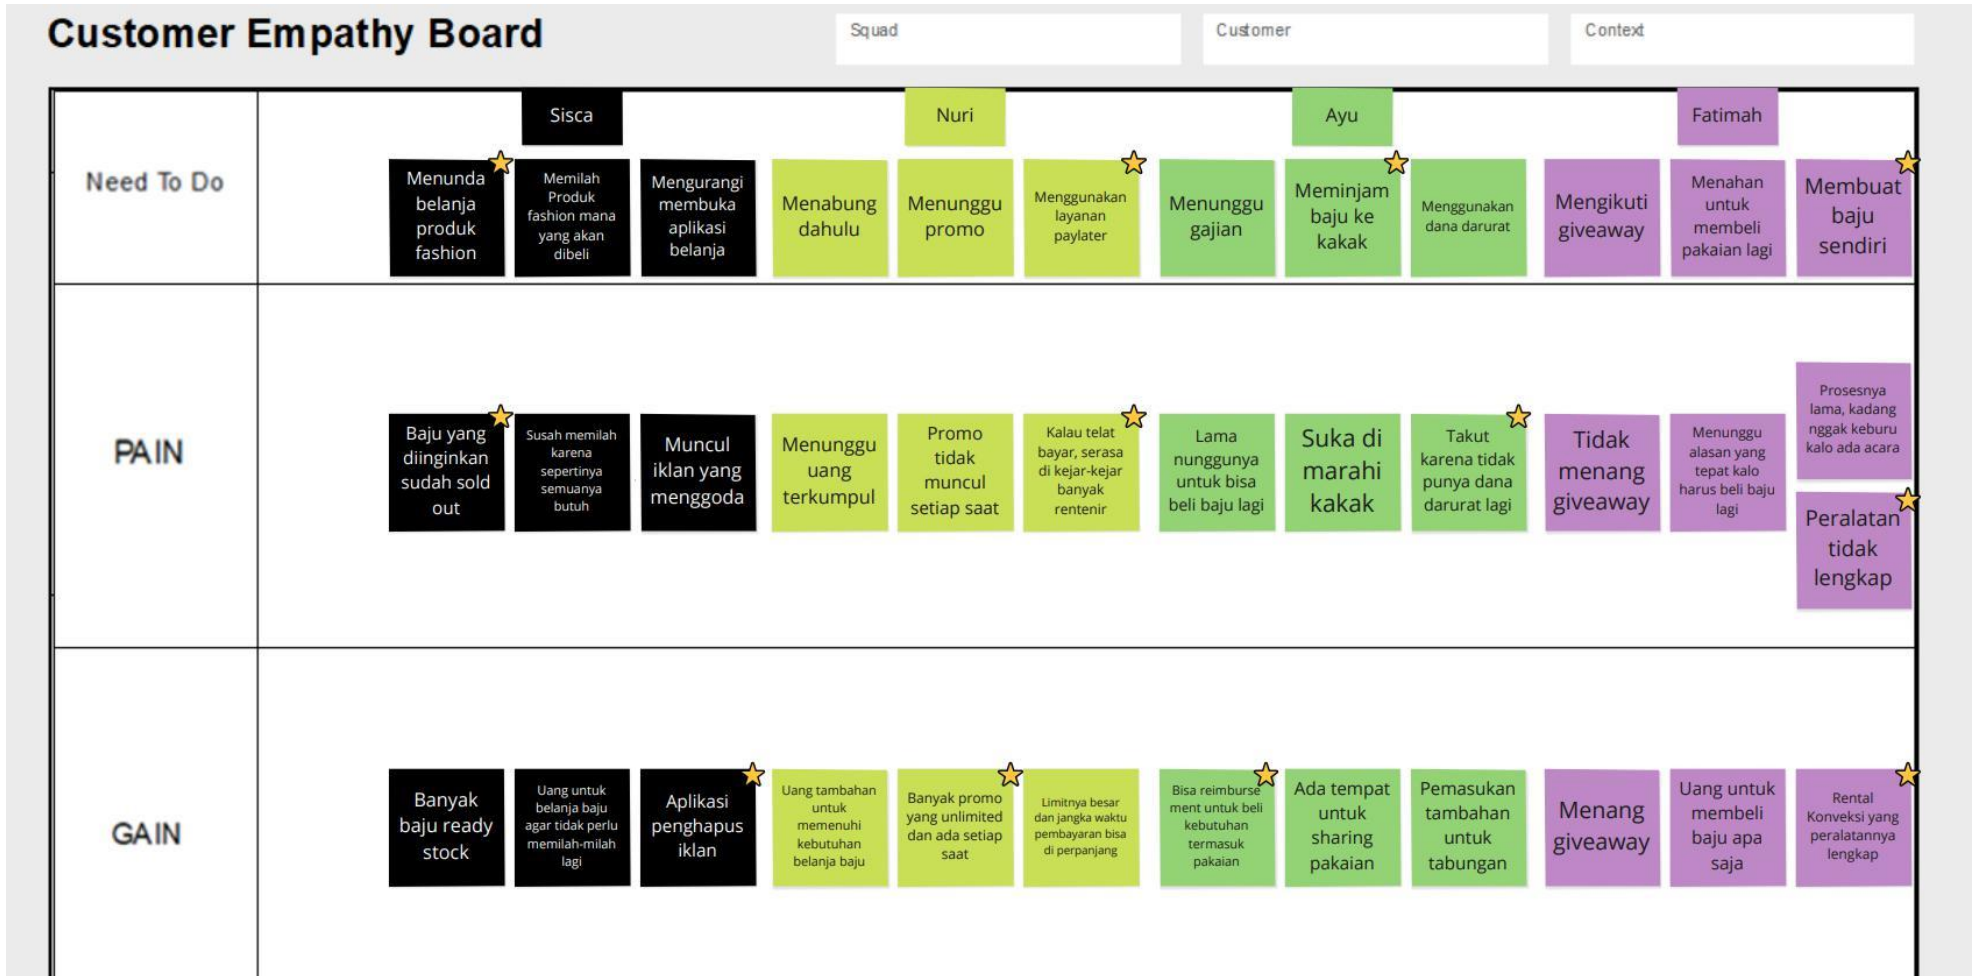 Customer Empathy Board
Squad
Customer
Context
Need To Do
Sisca
Nuri
Ayu
Fatimah
Menunda
belanja
produk
fashion
Memilah
Produk
fashion mana
yang akan
dibeli
Mengurangi
membuka
aplikasi
belanja
Menabung
dahulu
Menunggu
promo
Menggunakan
layanan
paylater
Menunggu
gajian
Meminjam
baju ke
kakak
Menggunakan
dana darurat
Mengikuti
giveaway
Menahan
untuk
membeli
pakaian lagi
Membuat
baju
sendiri
PAIN
Baju yang
diinginkan
sudah sold
out
Susah memilah
karena
sepertinya
semuanya
butuh
Muncul
iklan yang
menggoda
Menunggu
uang
terkumpul
Promo
tidak
muncul
setiap saat
Kalau telat
bayar, serasa
di kejar-kejar
banyak
rentenir
Lama
nunggunya
untuk bisa
beli baju lagi
Suka di
marahi
kakak
Takut
karena tidak
punya dana
darurat lagi
Tidak
menang
giveaway
Menunggu
alasan yang
tepat kalo
harus beli baju
lagi
Prosesnya
lama, kadang
nggak keburu
kalo ada acara
Peralatan
tidak
lengkap
GAIN
Banyak
baju ready
stock
Uang untuk
belanja baju
agar tidak perlu
memilah-milah
lagi
Aplikasi
penghapus
iklan
Uang tambahan
untuk
memenuhi
kebutuhan
belanja baju
Banyak promo
yang unlimited
dan ada setiap
saat
Limitnya besar
dan jangka waktu
pembayaran bisa
di perpanjang
Bisa reimburse
ment untuk beli
kebutuhan
termasuk
pakaian
Ada tempat
untuk
sharing
pakaian
Pemasukan
tambahan
untuk
tabungan
Menang
giveaway
Uang untuk
membeli
baju apa
saja
Rental
Konveksi yang
peralatannya
lengkap